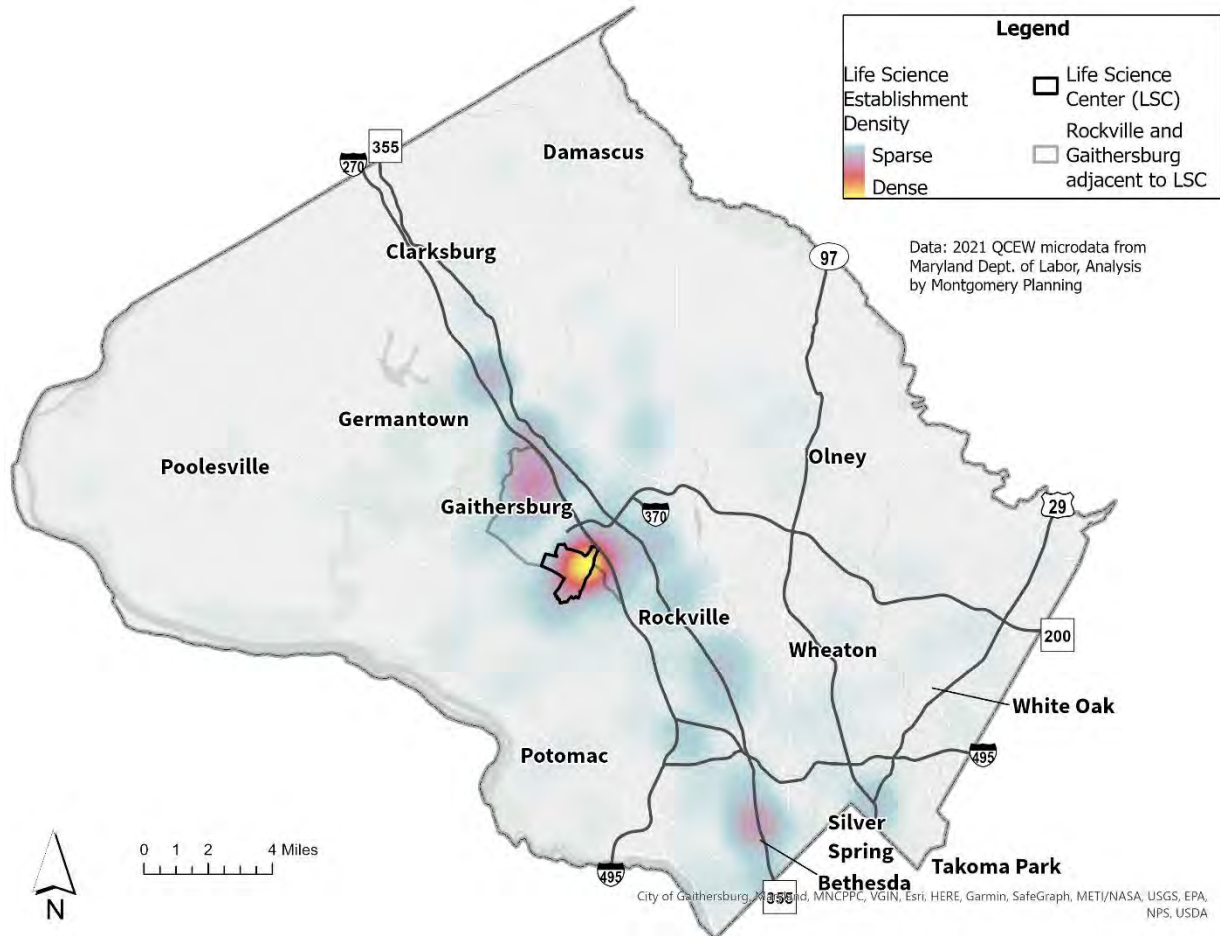 Legend
Life Science
Establishment
Density
Sparse
Dense
Life Science
Center (LSC)
Rockville and
Gaithersburg
adjacent to LSC
Data: 2021 QCEW microdata from
Maryland Dept. of Labor, Analysis
by Montgomery Planning
355
270
Damascus
Clarksburg
97
Germantown
Poolesville
Olney
Gaithersburg
370
29
Rockville
Wheaton
200
White Oak
Potomac
495
Silver
Spring
Takoma Park
Bethesda
495
355
0 1 2 4 Miles
N
City of Gaithersburg, Maryland, MNCPPC, VGIN, Esri, HERE, Garmin, SafeGraph, METI/NASA, USGS, EPA,
NPS, USDA